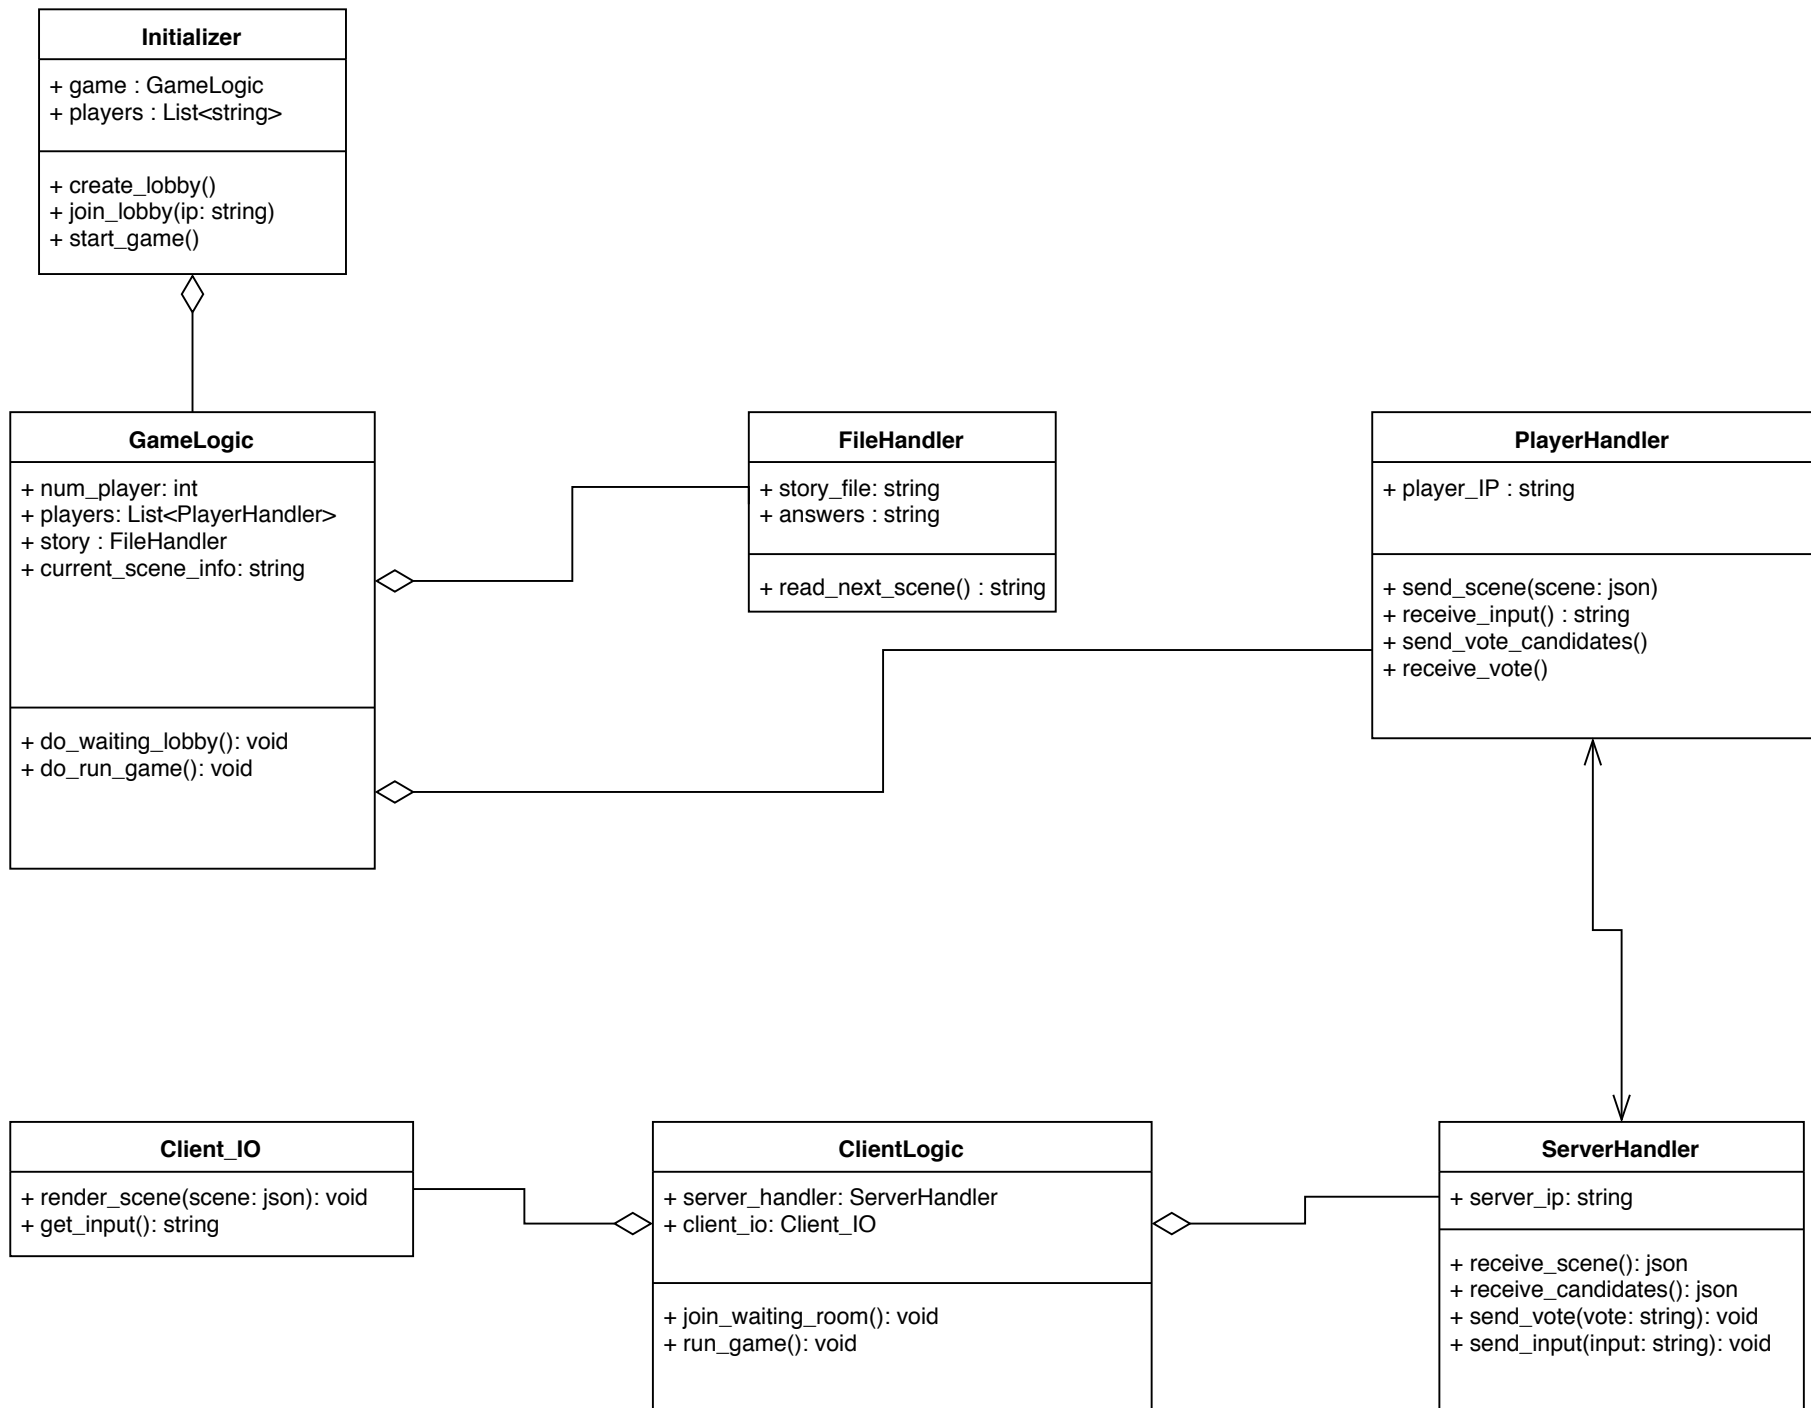 Initializer
+ game : GameLogic
+ players : List<string>
+ create_lobby()
+ join_lobby(ip: string)
+ start_game()
GameLogic
+ num_player: int
+ players: List<PlayerHandler>
+ story : FileHandler
+ current_scene_info: string
+ do_waiting_lobby(): void
+ do_run_game(): void
FileHandler
+ story_file: string
+ answers : string
+ read_next_scene() : string
PlayerHandler
+ player_IP : string
+ send_scene(scene: json)
+ receive_input() : string
+ send_vote_candidates()
+ receive_vote()
Client_IO
+ render_scene(scene: json): void
+ get_input(): string
ClientLogic
+ server_handler: ServerHandler
+ client_io: Client_IO
+ join_waiting_room(): void
+ run_game(): void
ServerHandler
+ server_ip: string
+ receive_scene(): json
+ receive_candidates(): json
+ send_vote(vote: string): void
+ send_input(input: string): void